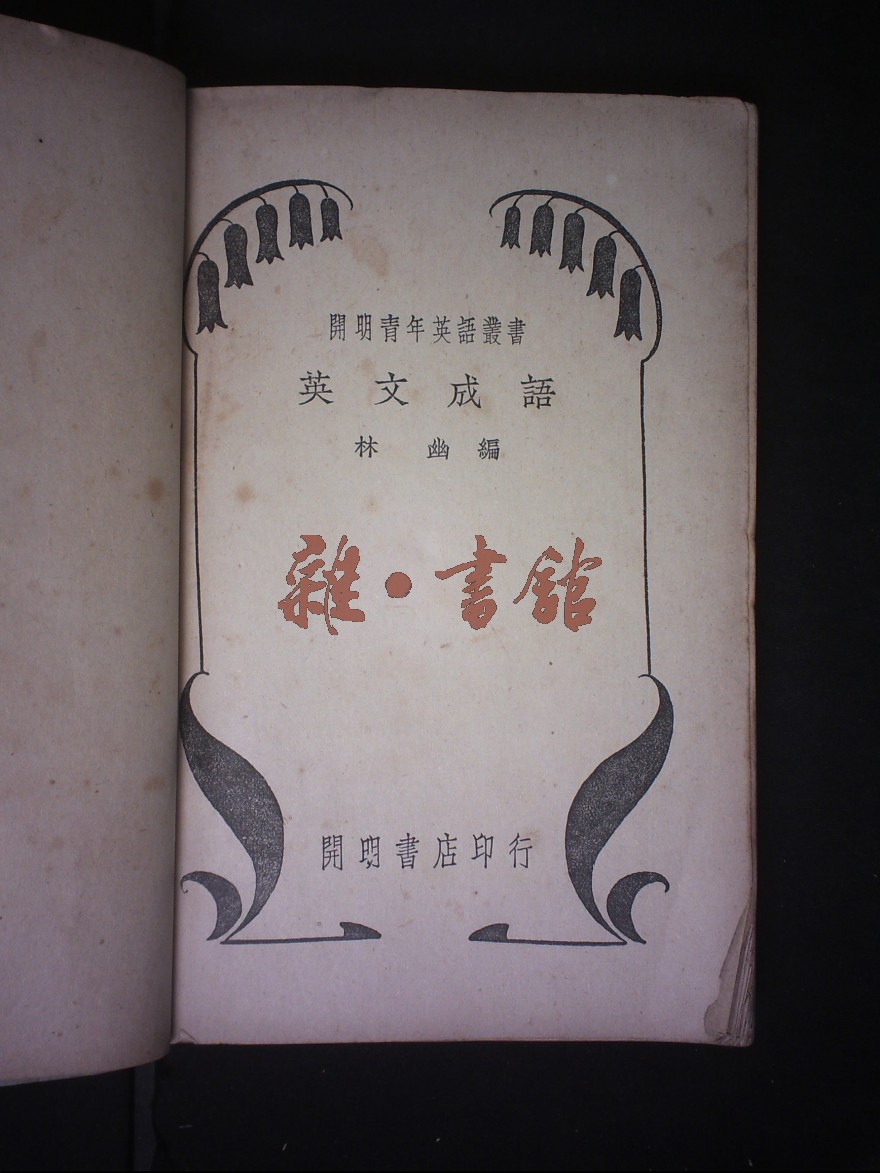 開明青年英語叢書
英文成語
林幽編
雜·書館
開明書店印行